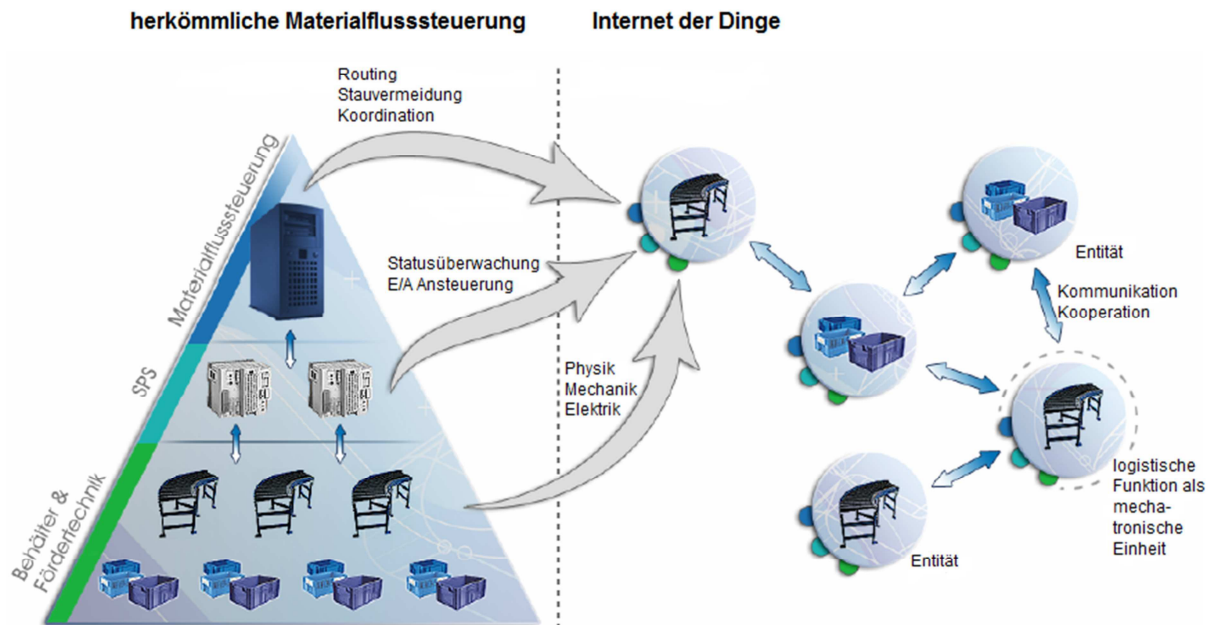 herkömmliche Materialflusssteuerung
Internet der Dinge
Routing
Stauvermeidung
Koordination
Materialflusssteuerung
SPS
Behälter &
Fördertechnik
Statusüberwachung
E/A Ansteuerung
Physik
Mechanik
Elektrik
Entität
Kommunikation
Kooperation
logistische
Funktion als
mecha-
tronische
Einheit
Entität